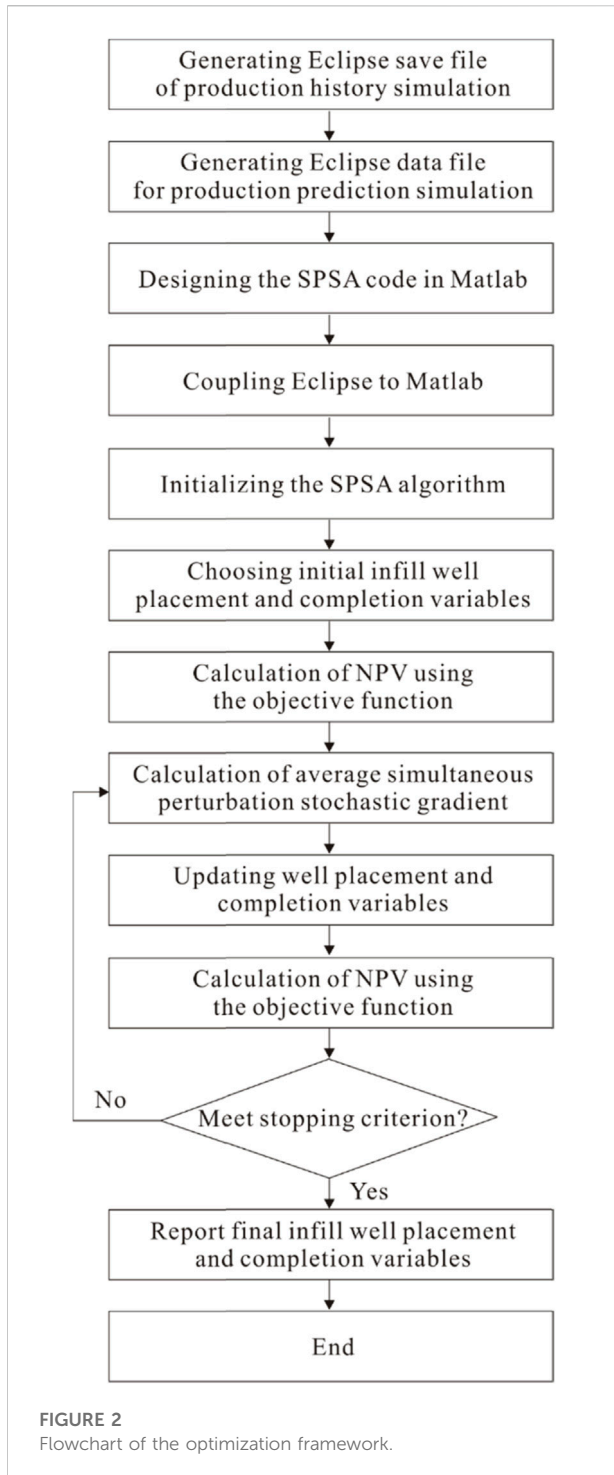 Generating Eclipse save file
of production history simulation
Generating Eclipse data file
for production prediction simulation
Designing the SPSA code in Matlab
Coupling Eclipse to Matlab
Initializing the SPSA algorithm
Choosing initial infill well
placement and completion variables
Calculation of NPV using
the objective function
Calculation of average simultaneous
perturbation stochastic gradient
Updating well placement and
completion variables
Calculation of NPV using
the objective function
No
Meet stopping criterion?
Yes
Report final infill well placement
and completion variables
End
FIGURE 2
Flowchart of the optimization framework.